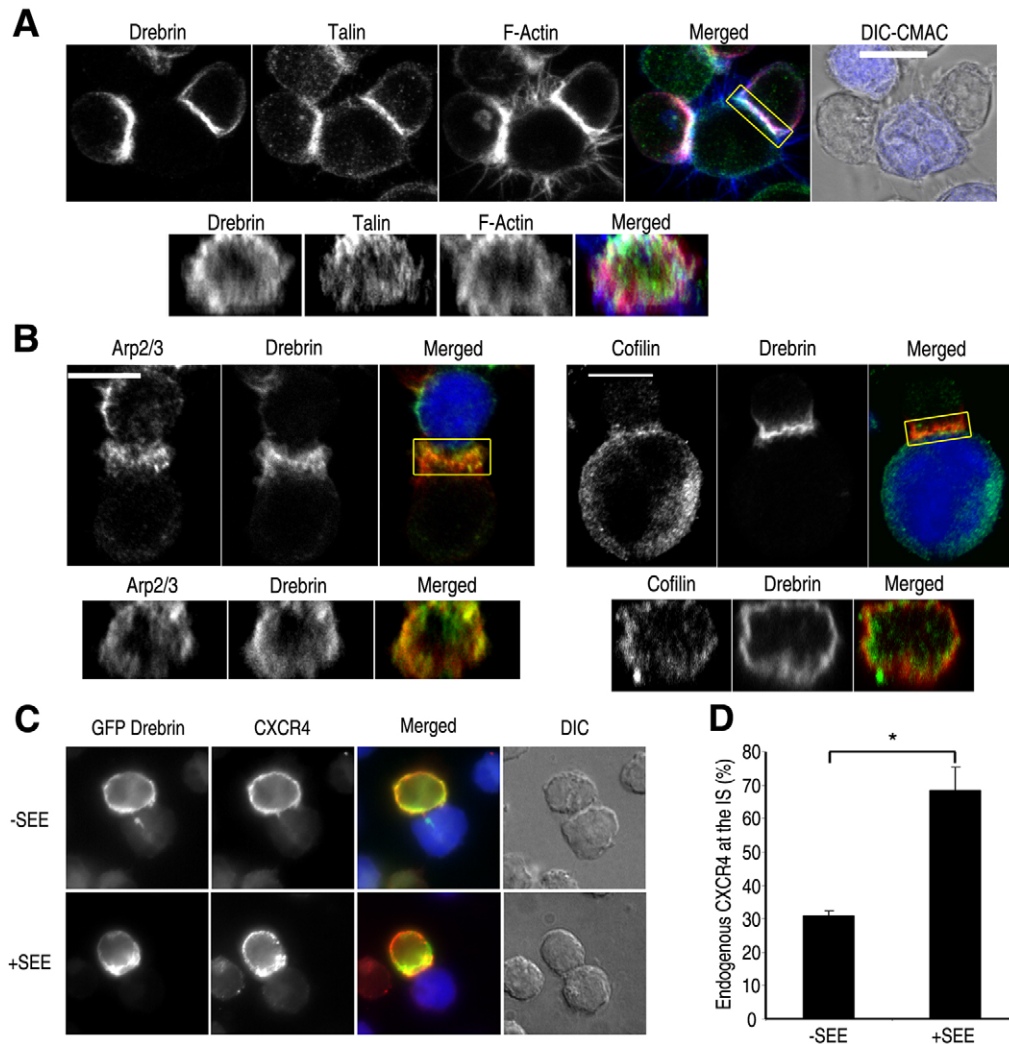 A
Drebrin Talin F-Actin Merged DIC-CMAC
Drebrin Talin F-Actin Merged
B
Arp2/3 Drebrin Merged
Cofilin Drebrin Merged
Arp2/3 Drebrin Merged
Cofilin Drebrin Merged
C
GFP Drebrin CXCR4 Merged DIC
-SEE
+SEE
D
Endogenous CXCR4 at the IS (%)
80
70
60
50
40
30
20
10
0
*
-SEE +SEE